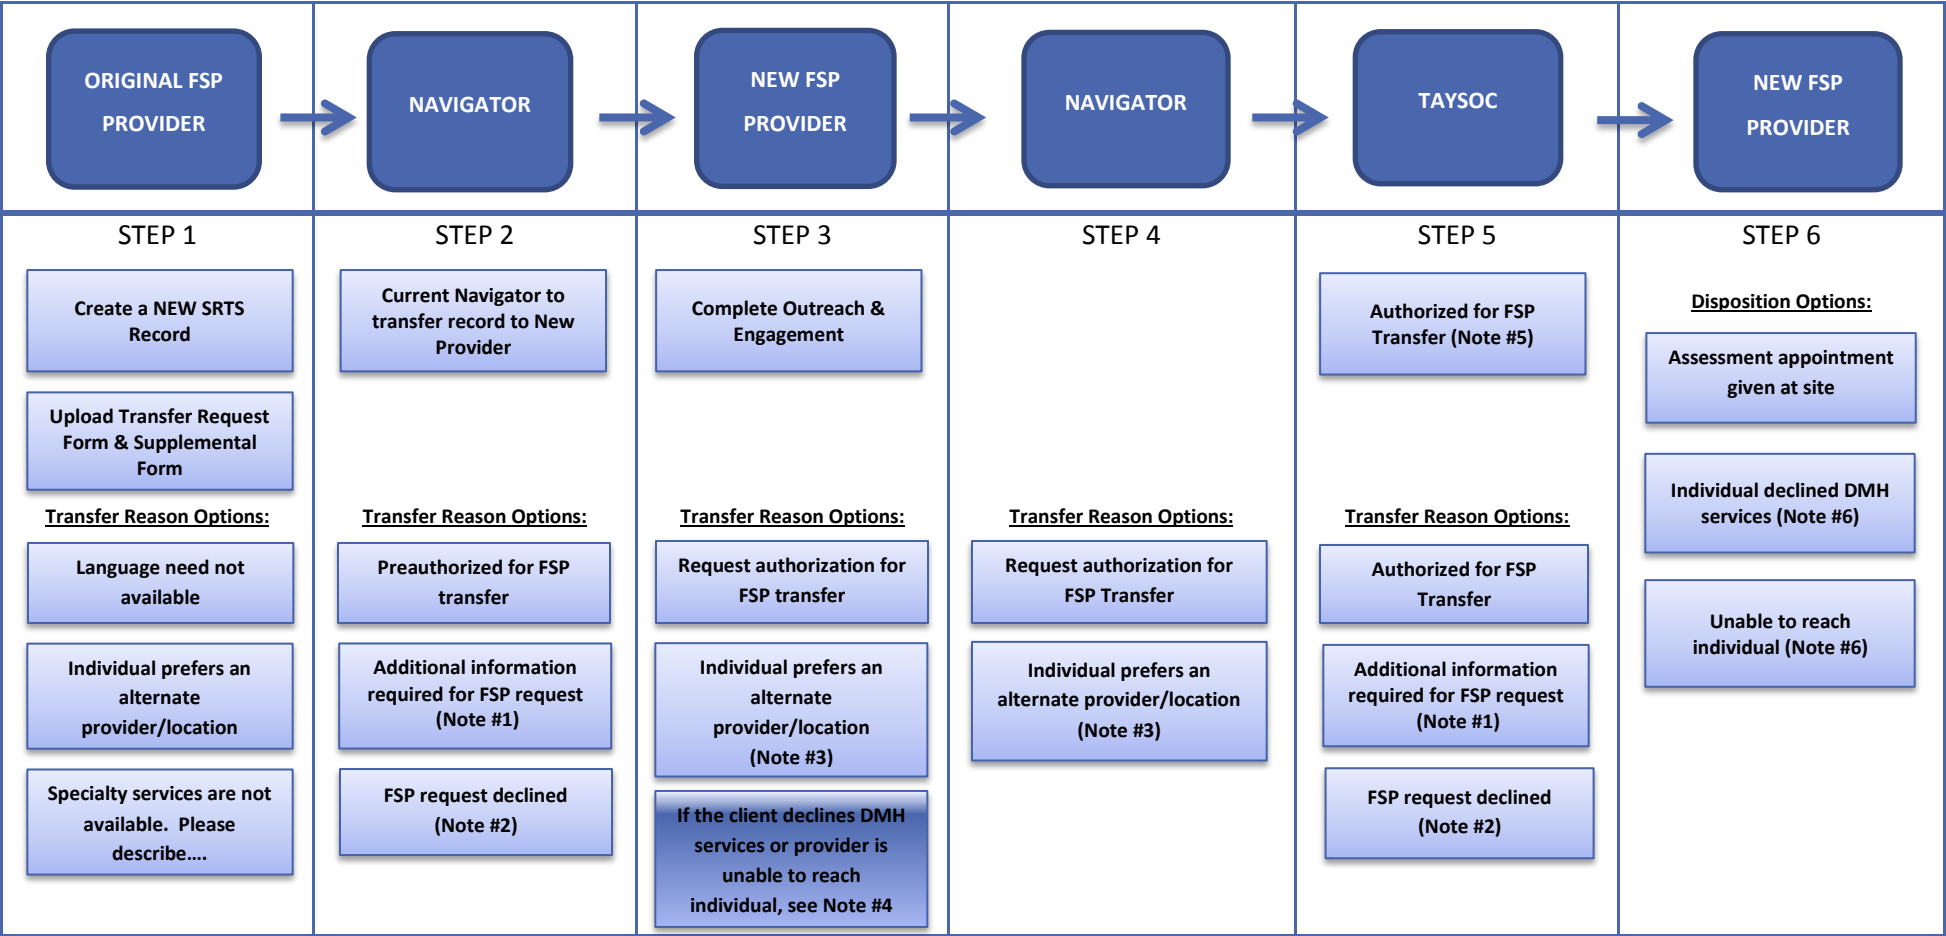 ORIGINAL FSP
PROVIDER
NAVIGATOR
NEW FSP
PROVIDER
NAVIGATOR
TAYSOC
NEW FSP
PROVIDER
STEP 1
Create a NEW SRTS
Record
Upload Transfer Request
Form & Supplemental
Form
Transfer Reason Options:
Language need not
available
Individual prefers an
alternate
provider/location
Specialty services are not
available.  Please
describe....
STEP 2
Current Navigator to
transfer record to New
Provider
Transfer Reason Options:
Preauthorized for FSP
transfer
Additional information
required for FSP request
(Note #1)
FSP request declined
(Note #2)
STEP 3
Complete Outreach &
Engagement
Transfer Reason Options:
Request authorization for
FSP transfer
Individual prefers an
alternate
provider/location
(Note #3)
If the client declines DMH
services or provider is
unable to reach
individual, see Note #4
STEP 4
Transfer Reason Options:
Request authorization for
FSP Transfer
Individual prefers an
alternate provider/location
(Note #3)
STEP 5
Authorized for FSP
Transfer (Note #5)
Transfer Reason Options:
Authorized for FSP
Transfer
Additional information
required for FSP request
(Note #1)
FSP request declined
(Note #2)
STEP 6
Disposition Options:
Assessment appointment
given at site
Individual declined DMH
services (Note #6)
Unable to reach
individual (Note #6)